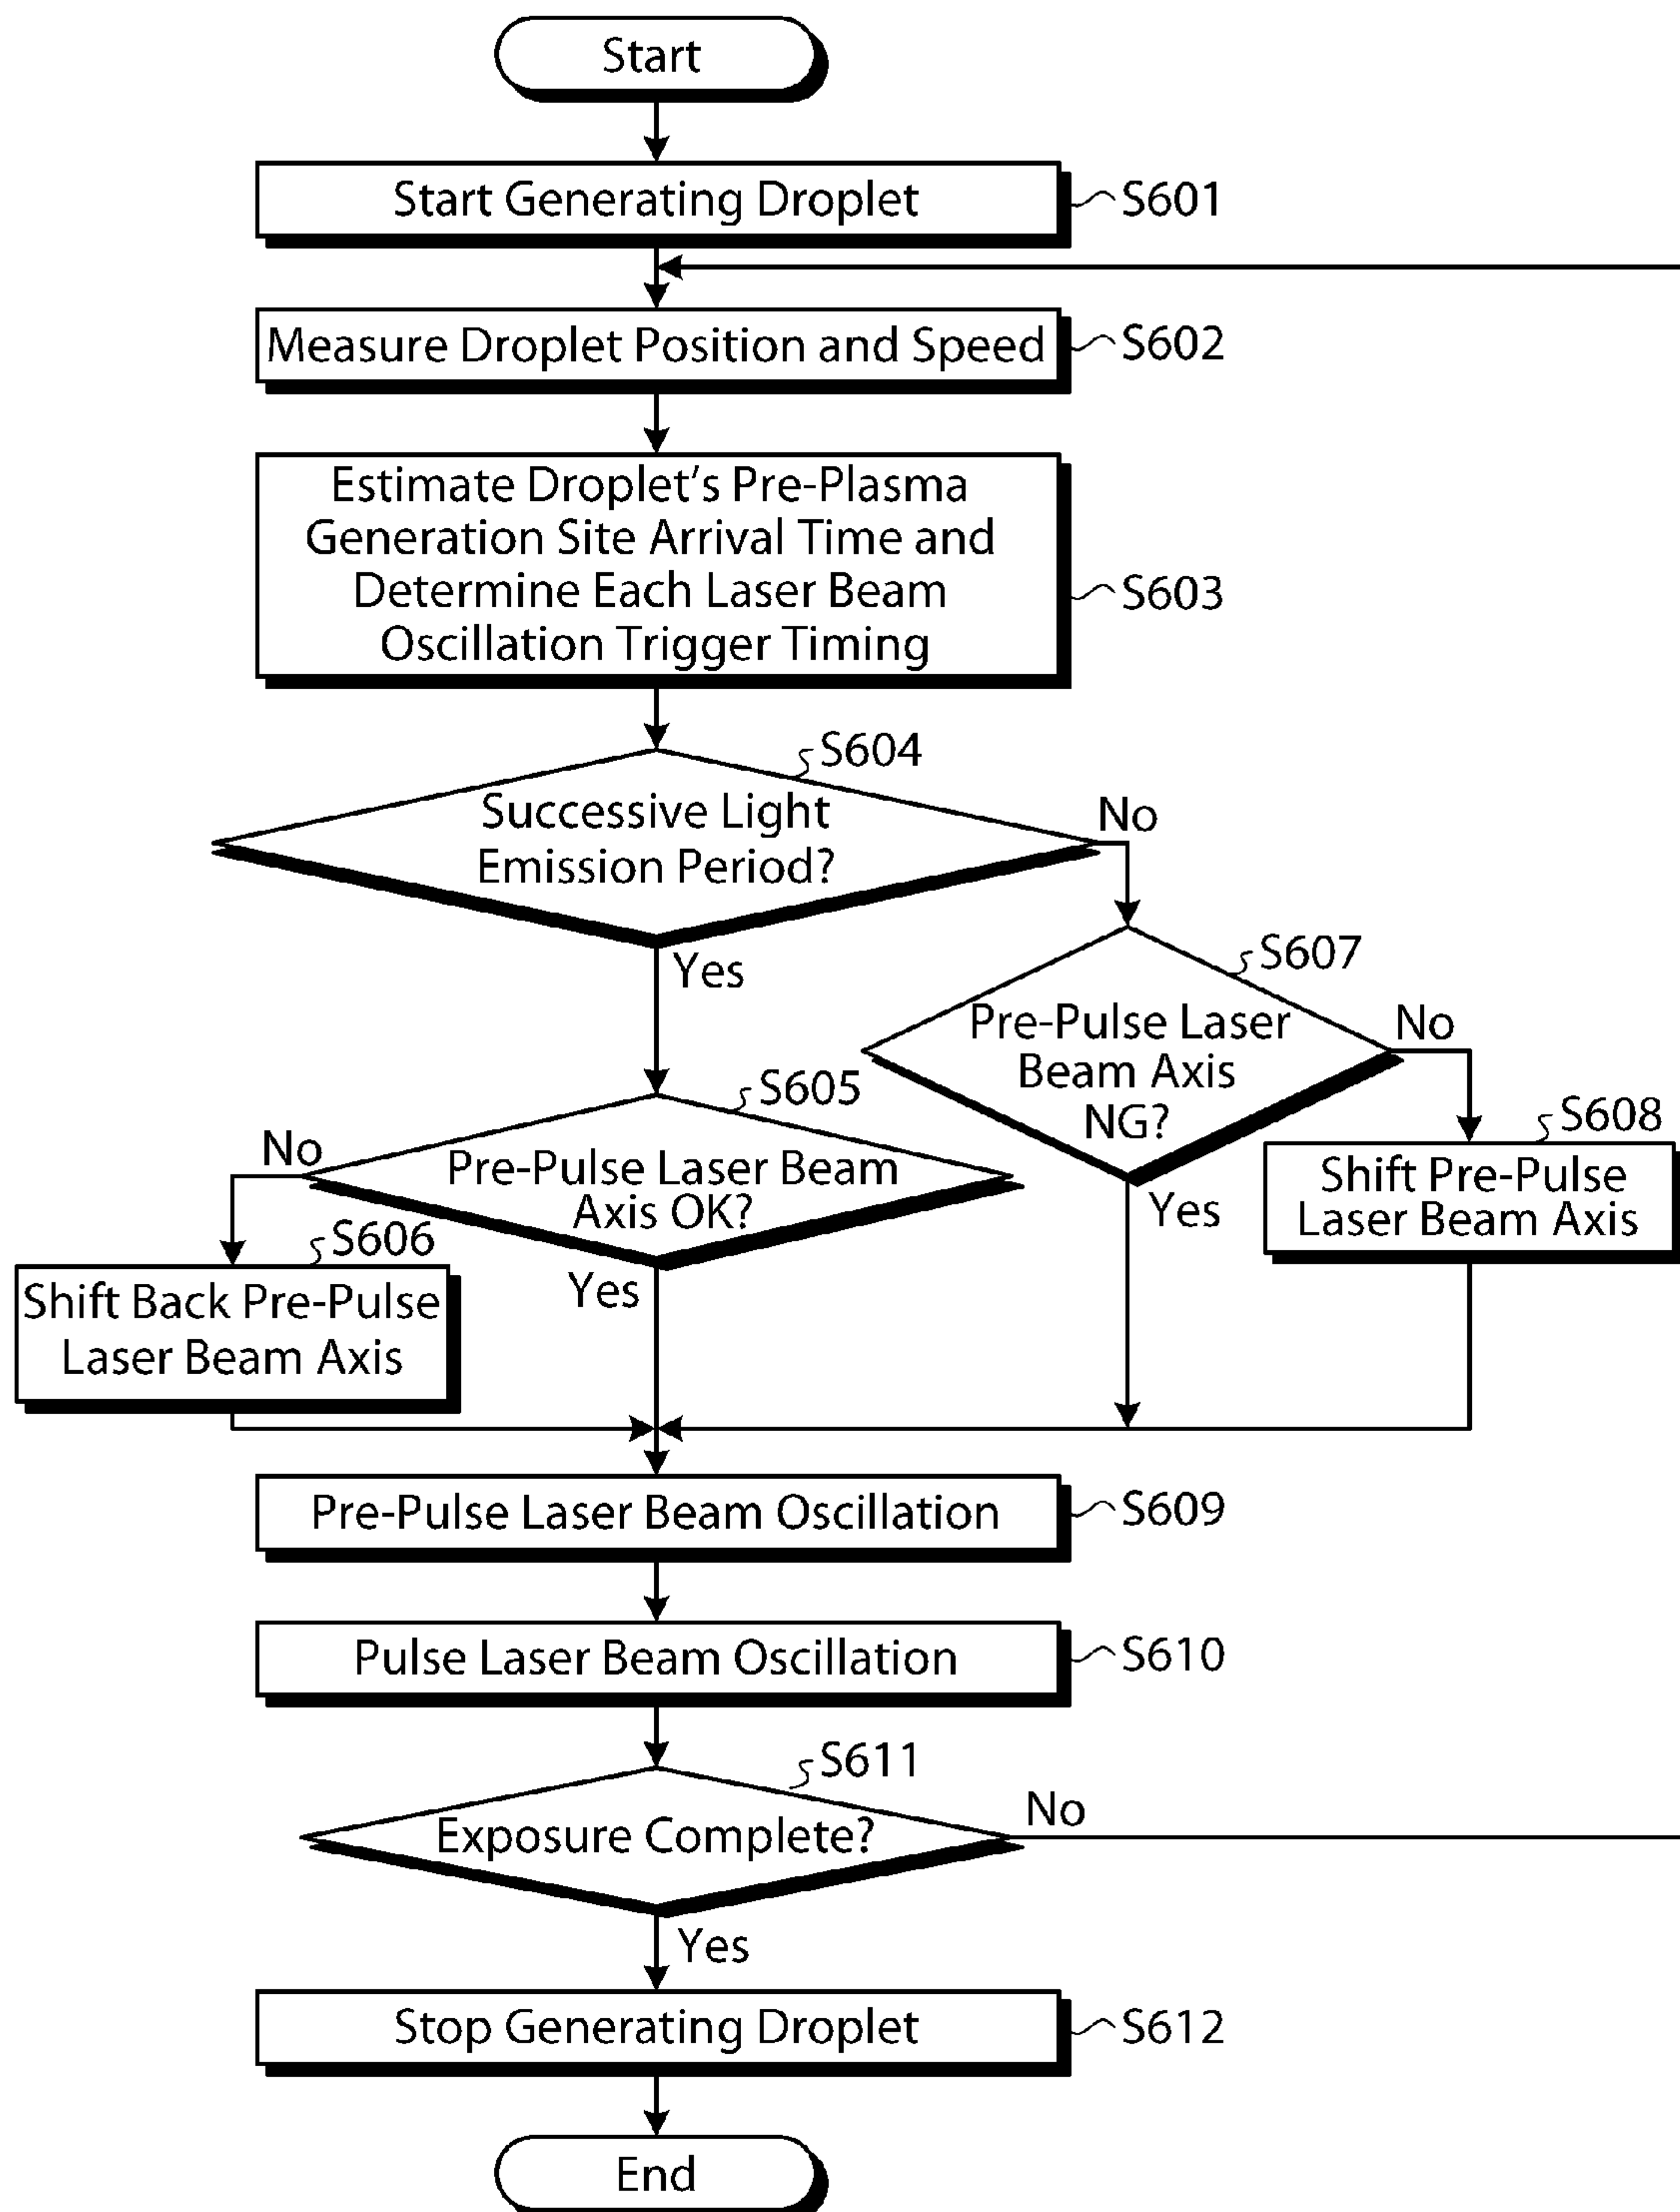 Start
Start Generating Droplet
S601
Measure Droplet Position and Speed
S602
Estimate Droplet's Pre-Plasma
Generation Site Arrival Time and
Determine Each Laser Beam
Oscillation Trigger Timing
S603
S604
Successive Light
Emission Period?
No
Yes
S607
Pre-Pulse Laser
Beam Axis
NG?
No
Yes
S605
Pre-Pulse Laser Beam
Axis OK?
No
Yes
S608
Shift Pre-Pulse
Laser Beam Axis
S606
Shift Back Pre-Pulse
Laser Beam Axis
Pre-Pulse Laser Beam Oscillation
S609
Pulse Laser Beam Oscillation
S610
S611
Exposure Complete?
No
Yes
Stop Generating Droplet
S612
End